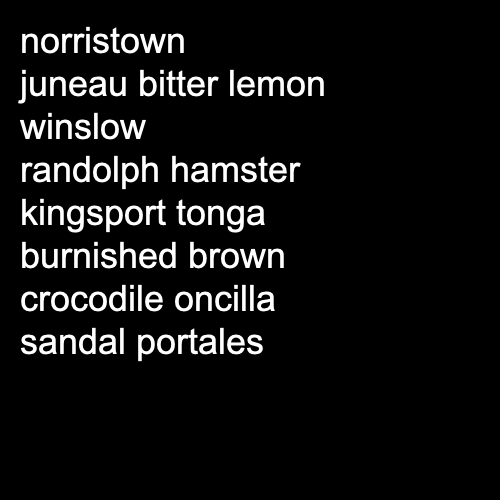 norristown
juneau bitter lemon
winslow
randolph hamster
kingsport tonga
burnished brown
crocodile oncilla
sandal portales